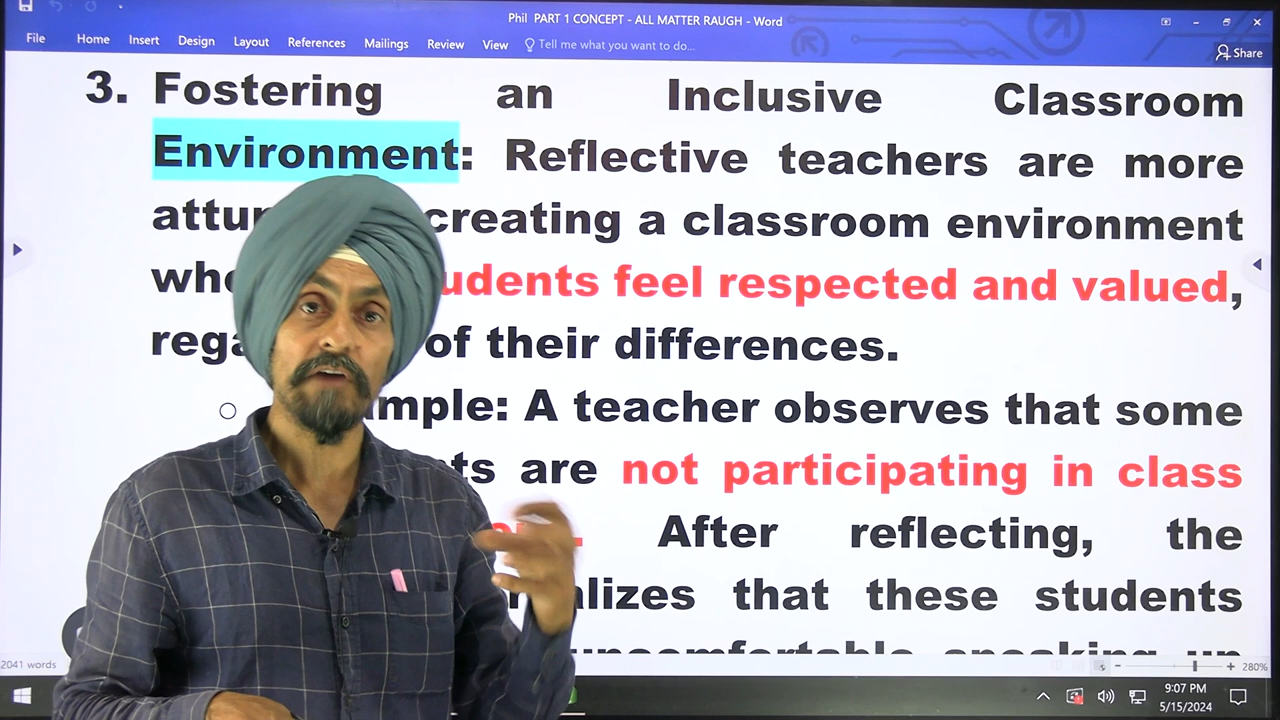 Phil PART 1 CONCEPT - ALL MATTER RAUGH - Word
File Home Insert Design Layout References Mailings Review View Tell me what you want to do... Share
3. Fostering an Inclusive Classroom
Environment: Reflective teachers are more
creating a classroom environment
feel respected and valued,
of their differences.
A teacher observes that some
are not participating in class
After reflecting, the
that these students
uncomfortable speaking up
2041 words 280%
9:07 PM
5/15/2024